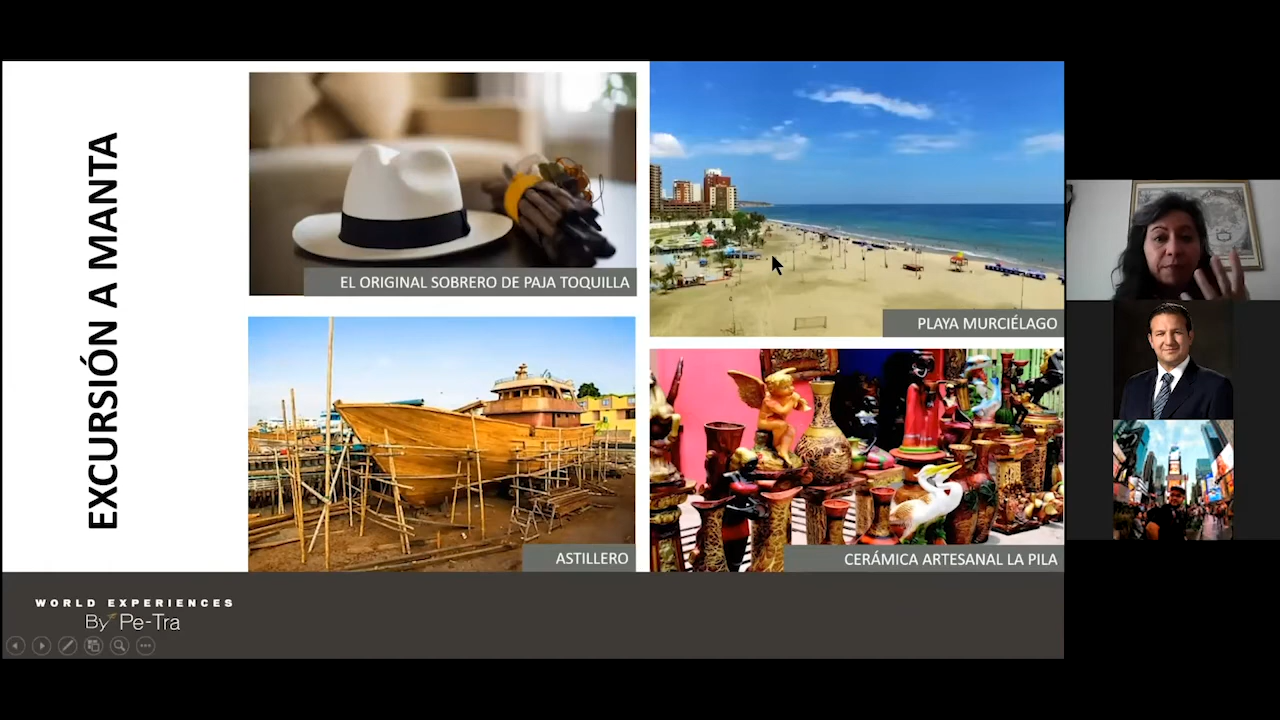 EXCURSIÓN A MANTA
EL ORIGINAL SOBRERO DE PAJA TOQUILLA
PLAYA MURCIÉLAGO
ASTILLERO
CERÁMICA ARTESANAL LA PILA
WORLD EXPERIENCES
By Pe-Tra